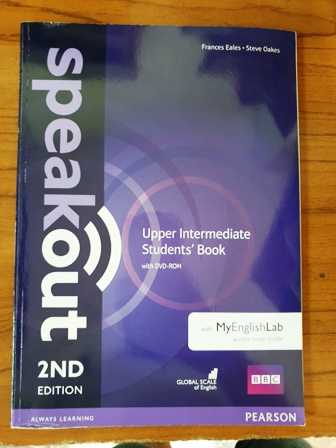 Frances Eales • Steve Oakes
speakout
Upper Intermediate
Students' Book
with DVD-ROM
with MyEnglishLab
2ND
EDITION
GLOBAL SCALE
of English
BBC
ALWAYS LEARNING
PEARSON